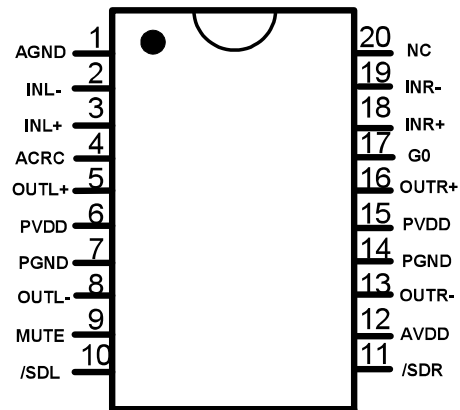 AGND 1 20 NC
INL- 2 19 INR-
INL+ 3 18 INR+
ACRC 4 17 G0
OUTL+ 5 16 OUTR+
PVDD 6 15 PVDD
PGND 7 14 PGND
OUTL- 8 13 OUTR-
MUTE 9 12 AVDD
/SDL 10 11 /SDR